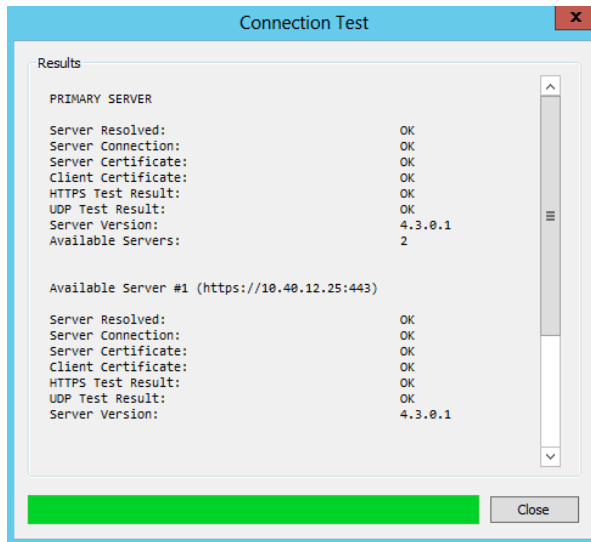 Connection Test
x
Results
PRIMARY SERVER
Server Resolved: OK
Server Connection: OK
Server Certificate: OK
Client Certificate: OK
HTTPS Test Result: OK
UDP Test Result: OK
Server Version: 4.3.0.1
Available Servers: 2
Available Server #1 (https://10.40.12.25:443)
Server Resolved: OK
Server Connection: OK
Server Certificate: OK
Client Certificate: OK
HTTPS Test Result: OK
UDP Test Result: OK
Server Version: 4.3.0.1
Close